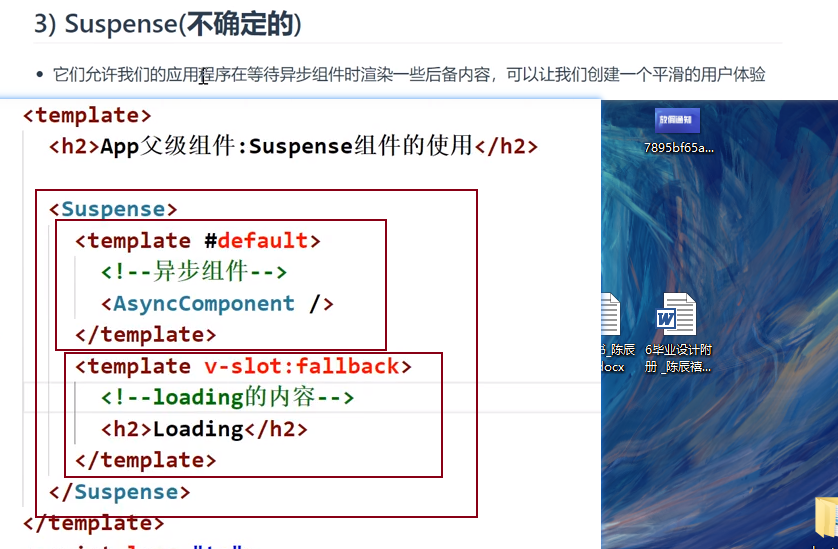 3) Suspense(不确定的)
它们允许我们的应用程序在等待异步组件时渲染一些后备内容，可以让我们创建一个平滑的用户体验
<template>
<h2>App父级组件:Suspense组件的使用</h2>
<Suspense>
<template #default>
<!--异步组件-->
<AsyncComponent />
</template>
<template v-slot:fallback>
<!--loading的内容-->
<h2>Loading</h2>
</template>
</Suspense>
</template>
放假通知
7895bf65a...
_陈辰
docx
6毕业设计附
册 _陈辰禧...